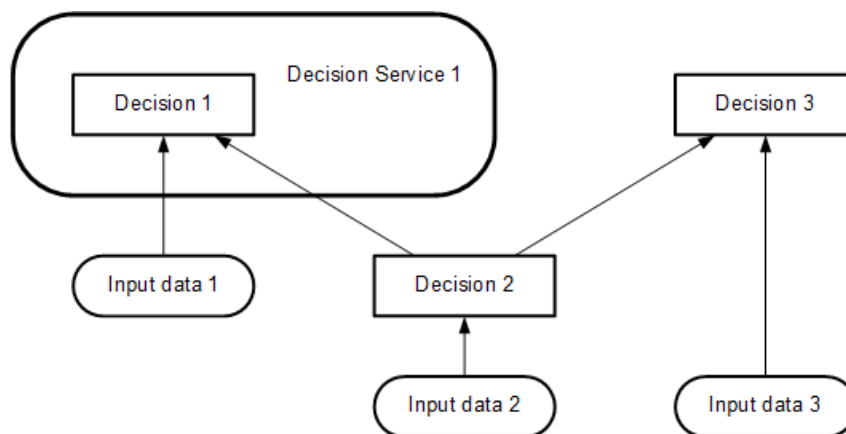 Decision Service 1
Decision 1
Decision 3
Input data 1
Decision 2
Input data 2
Input data 3